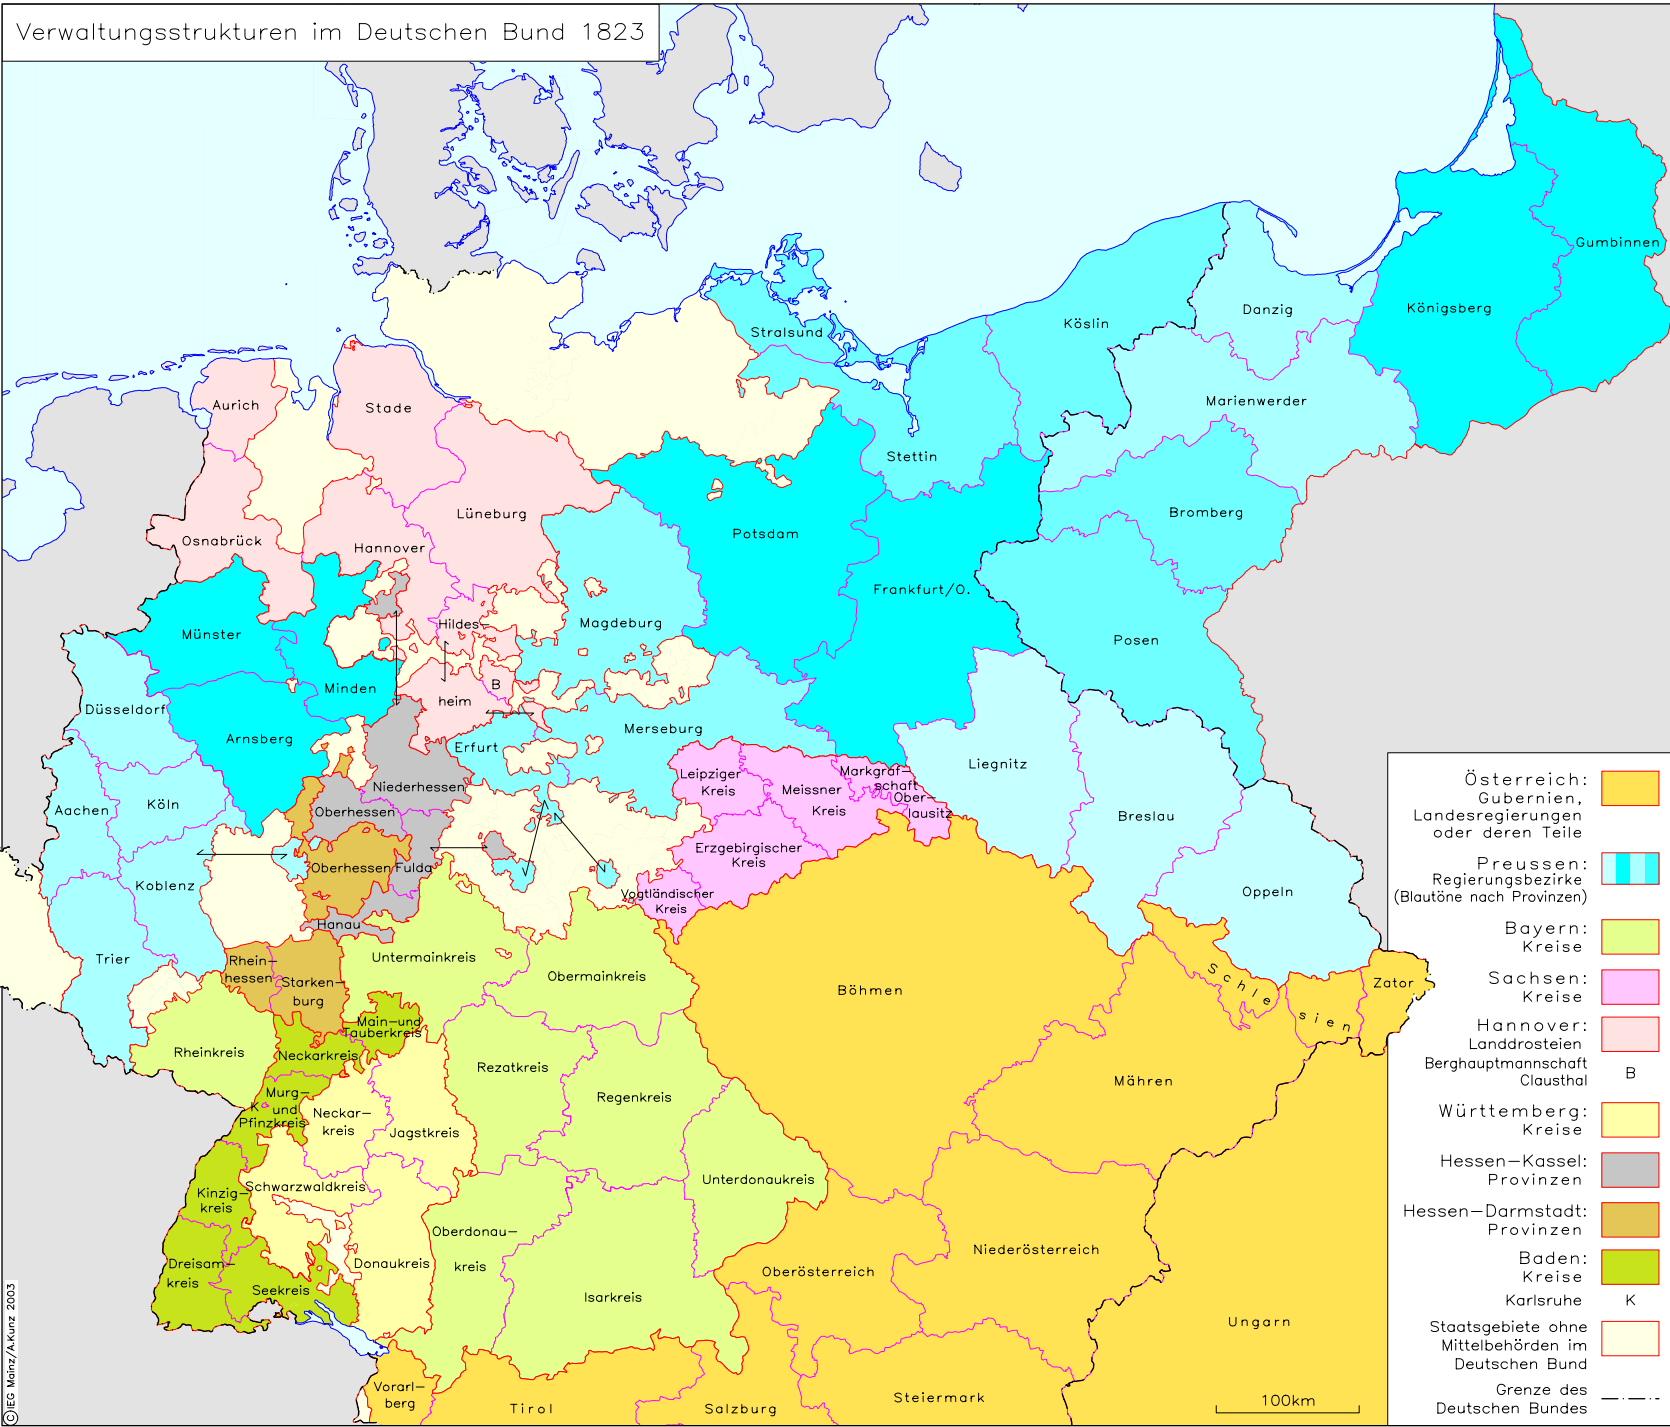 Verwaltungsstrukturen im Deutschen Bund 1823
Gumbinnen
Königsberg
Danzig
Köslin
Stralsund
Marienwerder
Aurich
Stade
Stettin
Lüneburg
Bromberg
Potsdam
Osnabrück
Hannover
Frankfurt/O.
Hildes-
Magdeburg
Münster
Posen
Minden
B
heim
Düsseldorf
Arnsberg
Erfurt
Merseburg
Liegnitz
Leipziger
Kreis
Meissner
Kreis
Markgraf-
schaft
Ober-
lausitz
Niederhessen
Aachen
Köln
Oberhessen
Breslau
Erzgebirgischer
Kreis
Oberhessen
Fulda
Koblenz
Vogtländischer
Kreis
Oppeln
Hanau
Trier
Rhein-
hessen
Starken-
burg
Untermainkreis
Obermainkreis
Böhmen
Schle
sien
Zator
Main-und
Tauberkreis
Rheinkreis
Neckarkreis
Rezatkreis
Mähren
Murg-
K
und
Pfinzkreis
Neckar-
kreis
Regenkreis
Jagstkreis
Schwarzwaldkreis
Unterdonaukreis
Kinzig-
kreis
Oberdonau-
kreis
Dreisam-
kreis
Donaukreis
Seekreis
Isarkreis
Oberösterreich
Niederösterreich
Ungarn
Vorarl-
berg
Tirol
Salzburg
Steiermark
100km
Österreich:
Gubernien,
Landesregierungen
oder deren Teile
Preussen:
Regierungsbezirke
(Blautöne nach Provinzen)
Bayern:
Kreise
Sachsen:
Kreise
Hannover:
Landdrosteien
Berghauptmannschaft
Clausthal
B
Württemberg:
Kreise
Hessen-Kassel:
Provinzen
Hessen-Darmstadt:
Provinzen
Baden:
Kreise
Karlsruhe
K
Staatsgebiete ohne
Mittelbehörden im
Deutschen Bund
Grenze des
Deutschen Bundes
©IEG Mainz/A.Kunz 2003